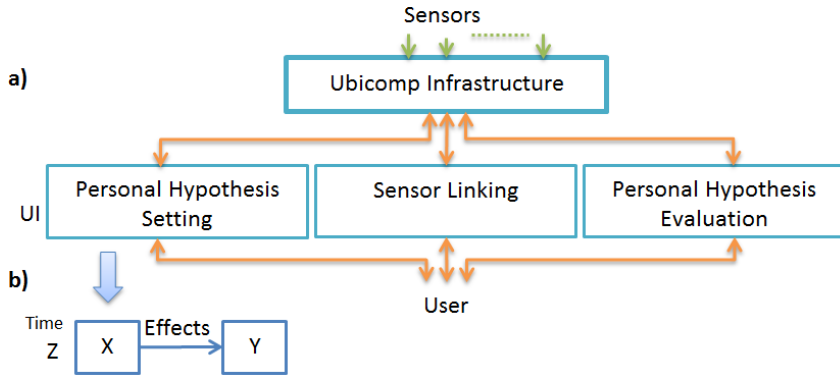 Sensors
a)
Ubicomp Infrastructure
UI
Personal Hypothesis
Setting
Sensor Linking
Personal Hypothesis
Evaluation
b)
User
Time
Z
X
Effects
Y